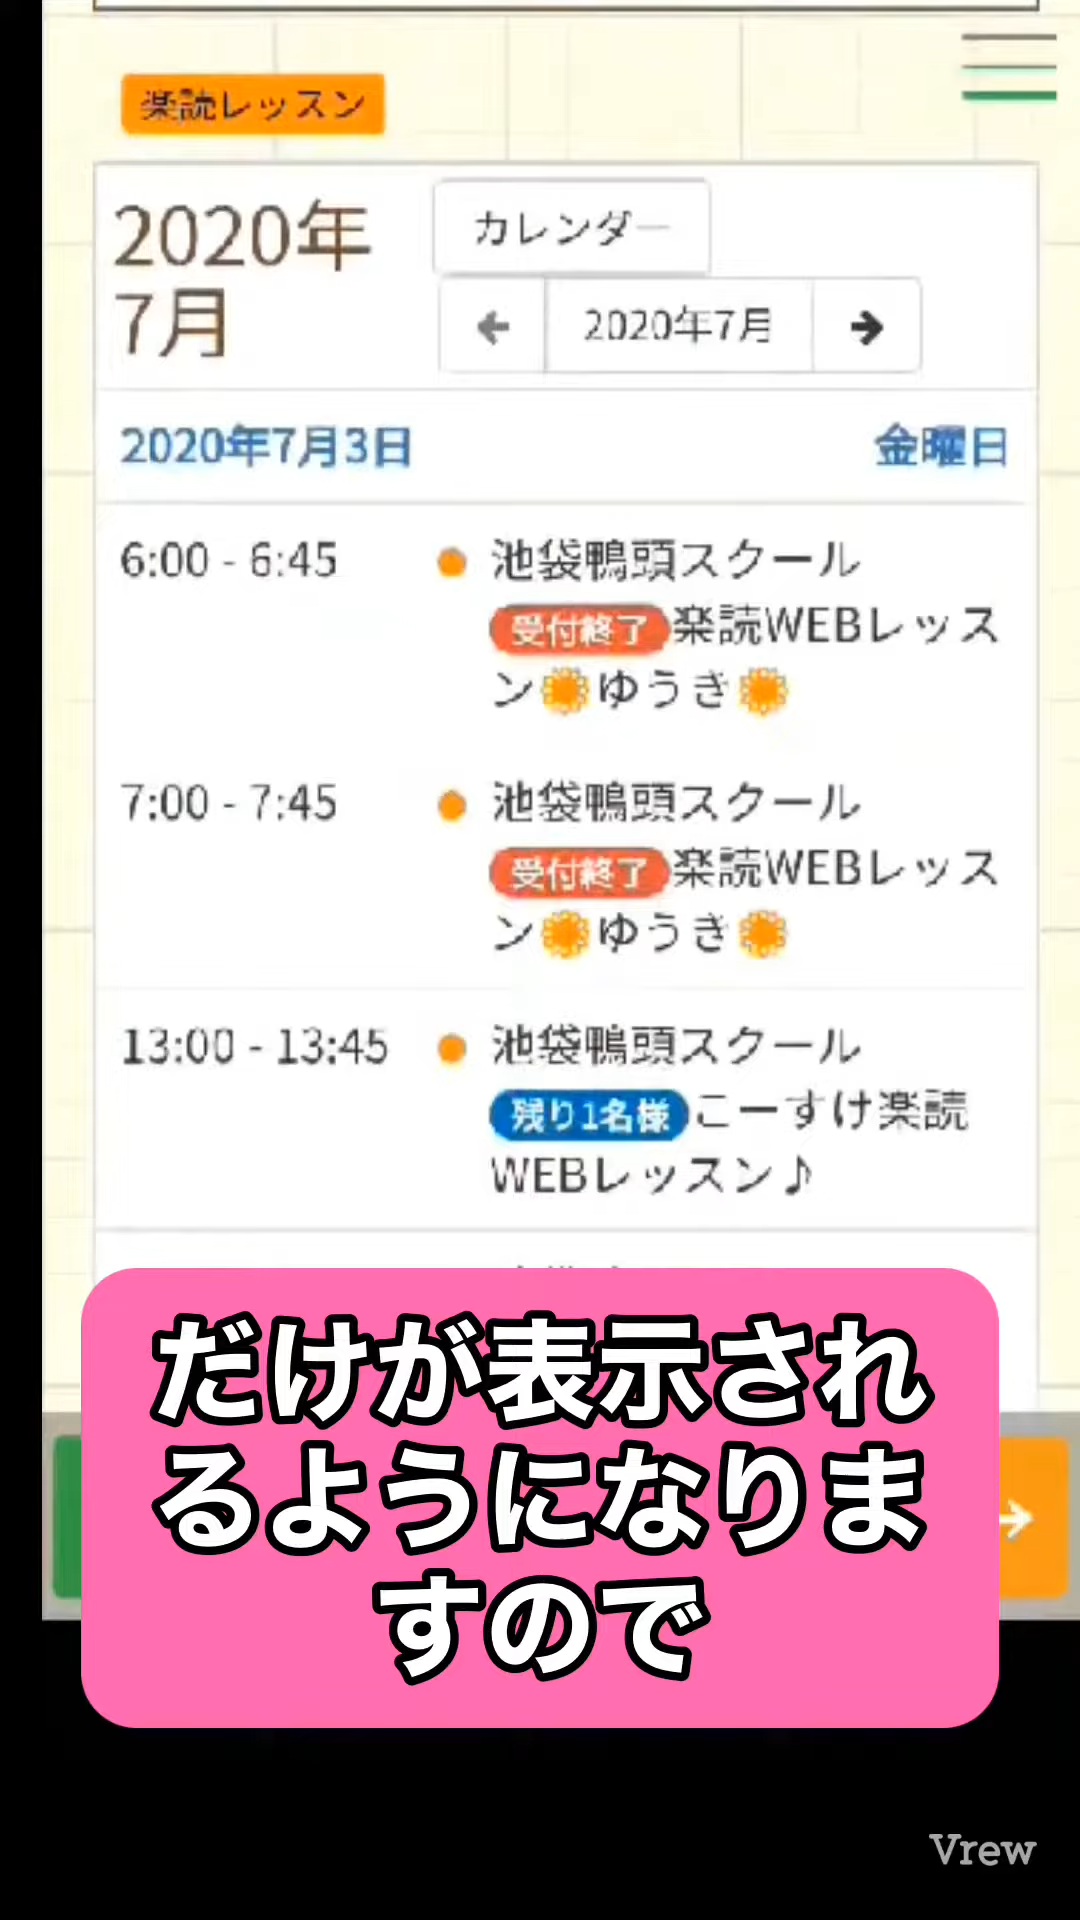 楽読レッスン
2020年
7月
カレンダー
2020年7月
2020年7月3日 金曜日
6:00 - 6:45 池袋鴨頭スクール
受付終了 楽読WEBレッス
ン🌼ゆうき🌼
7:00 - 7:45 池袋鴨頭スクール
受付終了 楽読WEBレッス
ン🌼ゆうき🌼
13:00 - 13:45 池袋鴨頭スクール
残り1名様 こーすけ楽読
WEBレッスン♪
だけが表示され
るようになりま
すので
Vrew